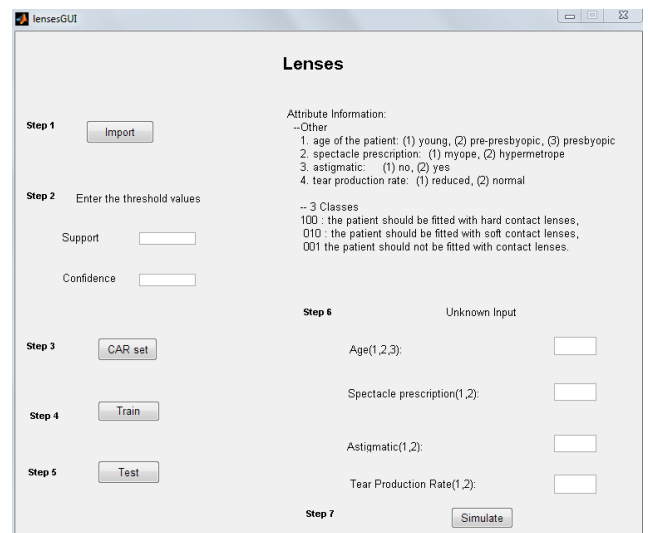 lensesGUI
Lenses
Step 1
Import
Step 2
Enter the threshold values
Support
Confidence
Step 3
CAR set
Step 4
Train
Step 5
Test
Attribute Information:
--Other
1. age of the patient: (1) young, (2) pre-presbyopic, (3) presbyopic
2. spectacle prescription: (1) myope, (2) hypermetrope
3. astigmatic: (1) no, (2) yes
4. tear production rate: (1) reduced, (2) normal
-- 3 Classes
100 : the patient should be fitted with hard contact lenses,
010 : the patient should be fitted with soft contact lenses,
001 the patient should not be fitted with contact lenses.
Step 6
Unknown Input
Age(1,2,3):
Spectacle prescription(1,2):
Astigmatic(1,2):
Tear Production Rate(1,2):
Step 7
Simulate